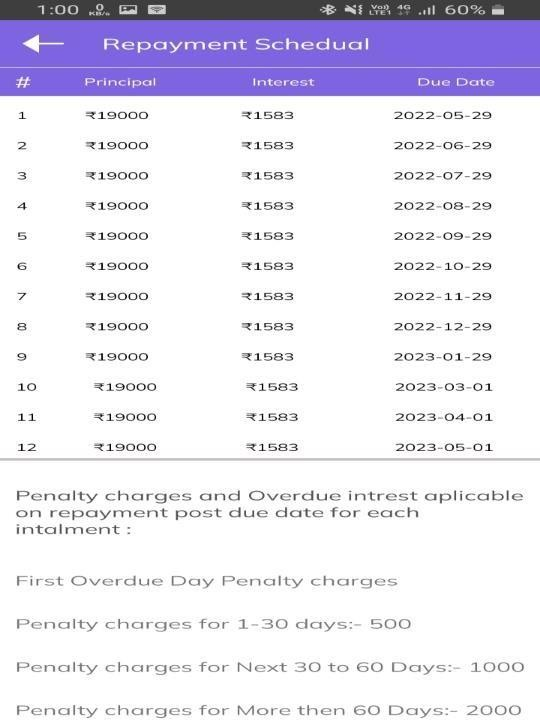 1:00 0 KB/s Vo)) LTE1 4G 60%
Repayment Schedual
# Principal Interest Due Date
1 ₹19000 ₹1583 2022-05-29
2 ₹19000 ₹1583 2022-06-29
3 ₹19000 ₹1583 2022-07-29
4 ₹19000 ₹1583 2022-08-29
5 ₹19000 ₹1583 2022-09-29
6 ₹19000 ₹1583 2022-10-29
7 ₹19000 ₹1583 2022-11-29
8 ₹19000 ₹1583 2022-12-29
9 ₹19000 ₹1583 2023-01-29
10 ₹19000 ₹1583 2023-03-01
11 ₹19000 ₹1583 2023-04-01
12 ₹19000 ₹1583 2023-05-01
Penalty charges and Overdue intrest aplicable
on repayment post due date for each
intalment :
First Overdue Day Penalty charges
Penalty charges for 1-30 days:- 500
Penalty charges for Next 30 to 60 Days:- 1000
Penalty charges for More then 60 Days:- 2000